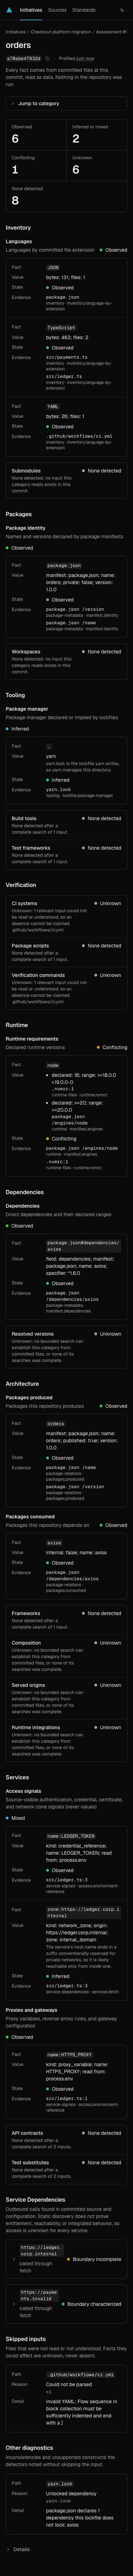 Initiatives Sources Standards
Initiatives / Checkout platform migration / Assessment #1
orders
a78abe47932d · Profiled just now
Every fact comes from committed files at this
commit, read as data. Nothing in the repository was
run.
Jump to category
Observed
6
Inferred or mixed
2
Conflicting
1
Unknown
6
None detected
8
Inventory
Languages
Languages by committed file extension
Observed
Fact JSON
Value bytes: 131; files: 1
State Observed
Evidence package.json
inventory · inventory/language-by-
extension
Fact TypeScript
Value bytes: 463; files: 2
State Observed
Evidence src/payments.ts
inventory · inventory/language-by-
extension
src/ledger.ts
inventory · inventory/language-by-
extension
Fact YAML
Value bytes: 28; files: 1
State Observed
Evidence .github/workflows/ci.yml
inventory · inventory/language-by-
extension
Submodules
None detected
None detected: no input this
category reads exists in this
commit.
Packages
Package identity
Names and versions declared by package manifests
Observed
Fact package.json
Value manifest: package.json; name:
orders; private: false; version:
1.0.0
State Observed
Evidence package.json /version
package-metadata · manifest.identity
package.json /name
package-metadata · manifest.identity
Workspaces
None detected
None detected: no input this
category reads exists in this
commit.
Tooling
Package manager
Package manager declared or implied by lockfiles
Inferred
Fact .
Value yarn
yarn.lock is the lockfile yarn writes,
so yarn manages this directory.
State Inferred
Evidence yarn.lock
tooling · lockfile.package-manager
Build tools
None detected
None detected after a
complete search of 1 input.
Test frameworks
None detected
None detected after a
complete search of 1 input.
Verification
CI systems
Unknown
Unknown: 1 relevant input could not
be read or understood, so an
absence cannot be claimed:
.github/workflows/ci.yml
Package scripts
None detected
None detected after a
complete search of 1 input.
Verification commands
Unknown
Unknown: 1 relevant input could not
be read or understood, so an
absence cannot be claimed:
.github/workflows/ci.yml
Runtime
Runtime requirements
Declared runtime versions
Conflicting
Fact node
Value declared: 18; range: >=18.0.0
<19.0.0-0
.nvmrc:1
runtime-files · runtime.nvmrc
declared: >=20; range:
>=20.0.0
package.json
/engines/node
runtime · manifest.engines
State Conflicting
Evidence package.json /engines/node
runtime · manifest.engines
.nvmrc:1
runtime-files · runtime.nvmrc
Dependencies
Dependencies
Direct dependencies and their declared ranges
Observed
Fact package.json#dependencies/
axios
Value field: dependencies; manifest:
package.json; name: axios;
specifier: ^1.6.0
State Observed
Evidence package.json
/dependencies/axios
package-metadata ·
manifest.dependencies
Resolved versions
Unknown
Unknown: no bounded search can
establish this category from
committed files, or none of its
searches was complete.
Architecture
Packages produced
Packages this repository produces
Observed
Fact orders
Value manifest: package.json; name:
orders; published: true; version:
1.0.0
State Observed
Evidence package.json /name
package-relations ·
packages.produced
package.json /version
package-relations ·
packages.produced
Packages consumed
Packages this repository depends on
Observed
Fact axios
Value internal: false; name: axios
State Observed
Evidence package.json
/dependencies/axios
package-relations ·
packages.consumed
Frameworks
None detected
None detected after a
complete search of 1 input.
Composition
Unknown
Unknown: no bounded search can
establish this category from
committed files, or none of its
searches was complete.
Served origins
Unknown
Unknown: no bounded search can
establish this category from
committed files, or none of its
searches was complete.
Runtime integrations
Unknown
Unknown: no bounded search can
establish this category from
committed files, or none of its
searches was complete.
Services
Access signals
Source-visible authentication, credential, certificate,
and network-zone signals (never values)
Mixed
Fact name:LEDGER_TOKEN
Value kind: credential_reference;
name: LEDGER_TOKEN; read
from: process.env
State Observed
Evidence src/ledger.ts:3
service-signals · access.environment-
reference
Fact zone:https://ledger.corp.i
nternal
Value kind: network_zone; origin:
https://ledger.corp.internal;
zone: internal_domain
The service's host name ends in a
suffix conventionally reserved for
private networks, so it is likely
reachable only from inside one.
State Inferred
Evidence src/ledger.ts:3
service-dependencies · services.fetch
Proxies and gateways
Proxy variables, reverse-proxy rules, and gateway
configuration
Observed
Fact name:HTTPS_PROXY
Value kind: proxy_variable; name:
HTTPS_PROXY; read from:
process.env
State Observed
Evidence src/ledger.ts:1
service-signals · access.environment-
reference
API contracts
None detected
None detected after a
complete search of 2 inputs.
Test substitutes
None detected
None detected after a
complete search of 2 inputs.
Service Dependencies
Outbound calls found in committed source and
configuration. Static discovery does not prove
entitlement, reachability, or integrated behavior, so
access is unknown for every service.
https://ledger.
corp.internal
called through
fetch
Boundary incomplete
https://payme
nts.invalid
called through
fetch
Boundary characterized
Skipped inputs
Files that were not read or not understood. Facts they
could assert affect are unknown, not absent.
Path .github/workflows/ci.yml
Reason Could not be parsed
ci
Detail Invalid YAML: Flow sequence in
block collection must be
sufficiently indented and end
with a ]
Other diagnostics
Inconsistencies and unsupported constructs the
detectors noted without skipping the input.
Path yarn.lock
Reason Unlocked dependency
yarn-lock
Detail package.json declares 1
dependency this lockfile does
not lock: axios
Details